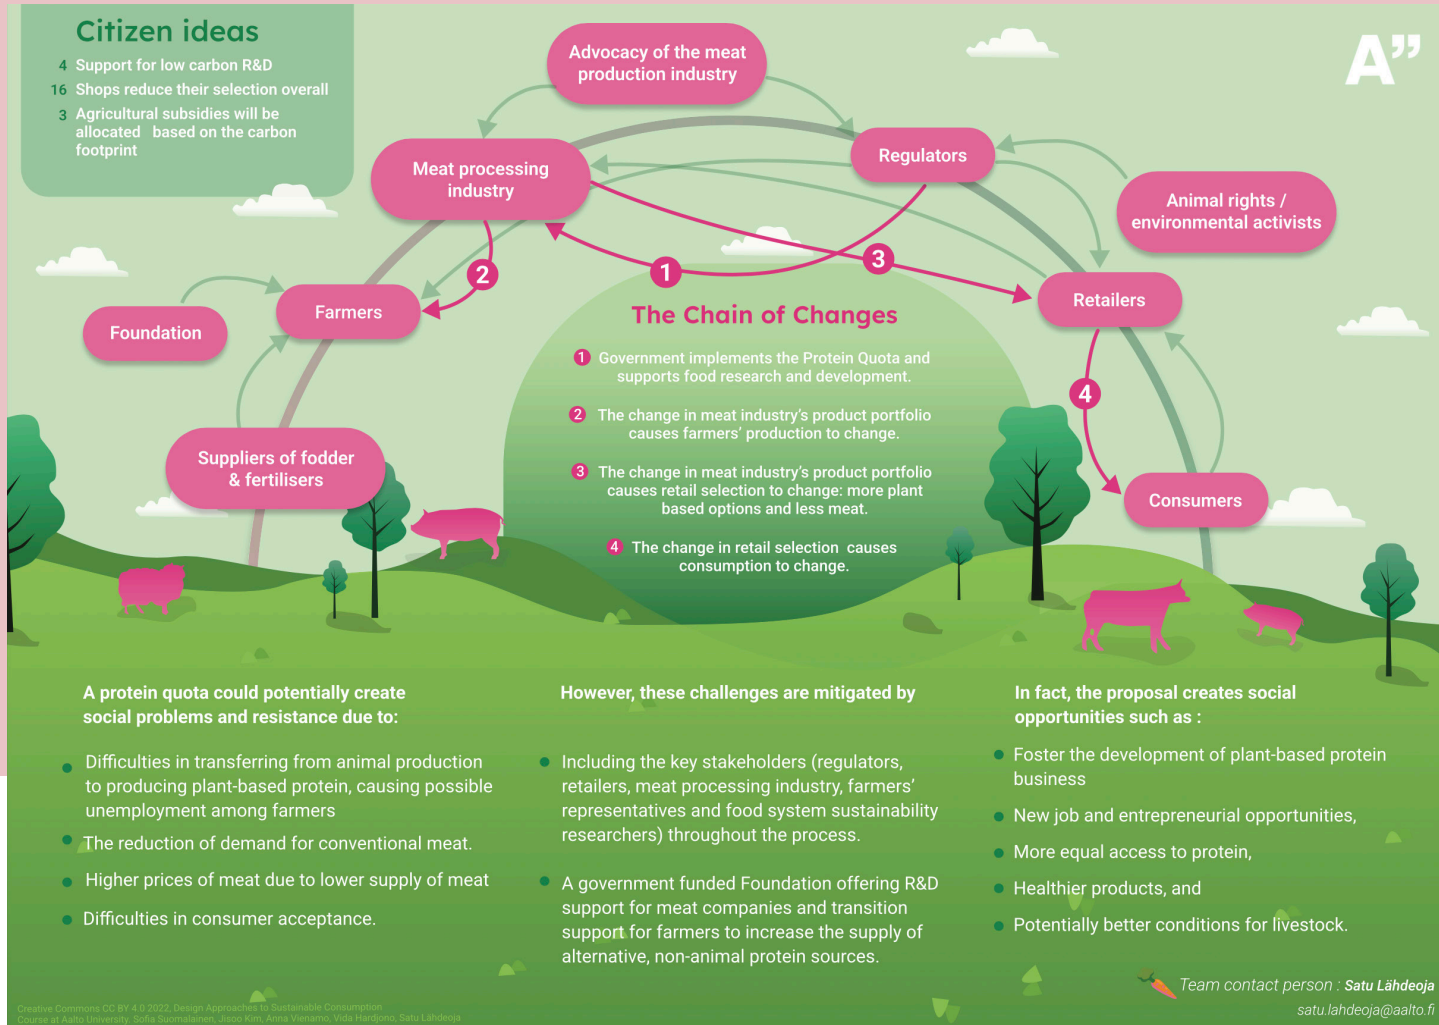 Citizen ideas
4 Support for low carbon R&D
16 Shops reduce their selection overall
3 Agricultural subsidies will be
allocated based on the carbon
footprint
Advocacy of the meat
production industry
A”
Meat processing
industry
Regulators
Animal rights /
environmental activists
Farmers
Foundation
Retailers
Suppliers of fodder
& fertilisers
Consumers
1
2
3
4
The Chain of Changes
1 Government implements the Protein Quota and
supports food research and development.
2 The change in meat industry’s product portfolio
causes farmers’ production to change.
3 The change in meat industry’s product portfolio
causes retail selection to change: more plant
based options and less meat.
4 The change in retail selection causes
consumption to change.
A protein quota could potentially create
social problems and resistance due to:
Difficulties in transferring from animal production
to producing plant-based protein, causing possible
unemployment among farmers
The reduction of demand for conventional meat.
Higher prices of meat due to lower supply of meat
Difficulties in consumer acceptance.
However, these challenges are mitigated by
Including the key stakeholders (regulators,
retailers, meat processing industry, farmers’
representatives and food system sustainability
researchers) throughout the process.
A government funded Foundation offering R&D
support for meat companies and transition
support for farmers to increase the supply of
alternative, non-animal protein sources.
In fact, the proposal creates social
opportunities such as :
Foster the development of plant-based protein
business
New job and entrepreneurial opportunities,
More equal access to protein,
Healthier products, and
Potentially better conditions for livestock.
Team contact person : Satu Lähdeoja
satu.lahdeoja@aalto.fi
Creative Commons CC BY 4.0 2022, Design Approaches to Sustainable Consumption
Course at Aalto University. Sofia Suomalainen, Jisoo Kim, Anna Vienamo, Vida Hardjono, Satu Lähdeoja